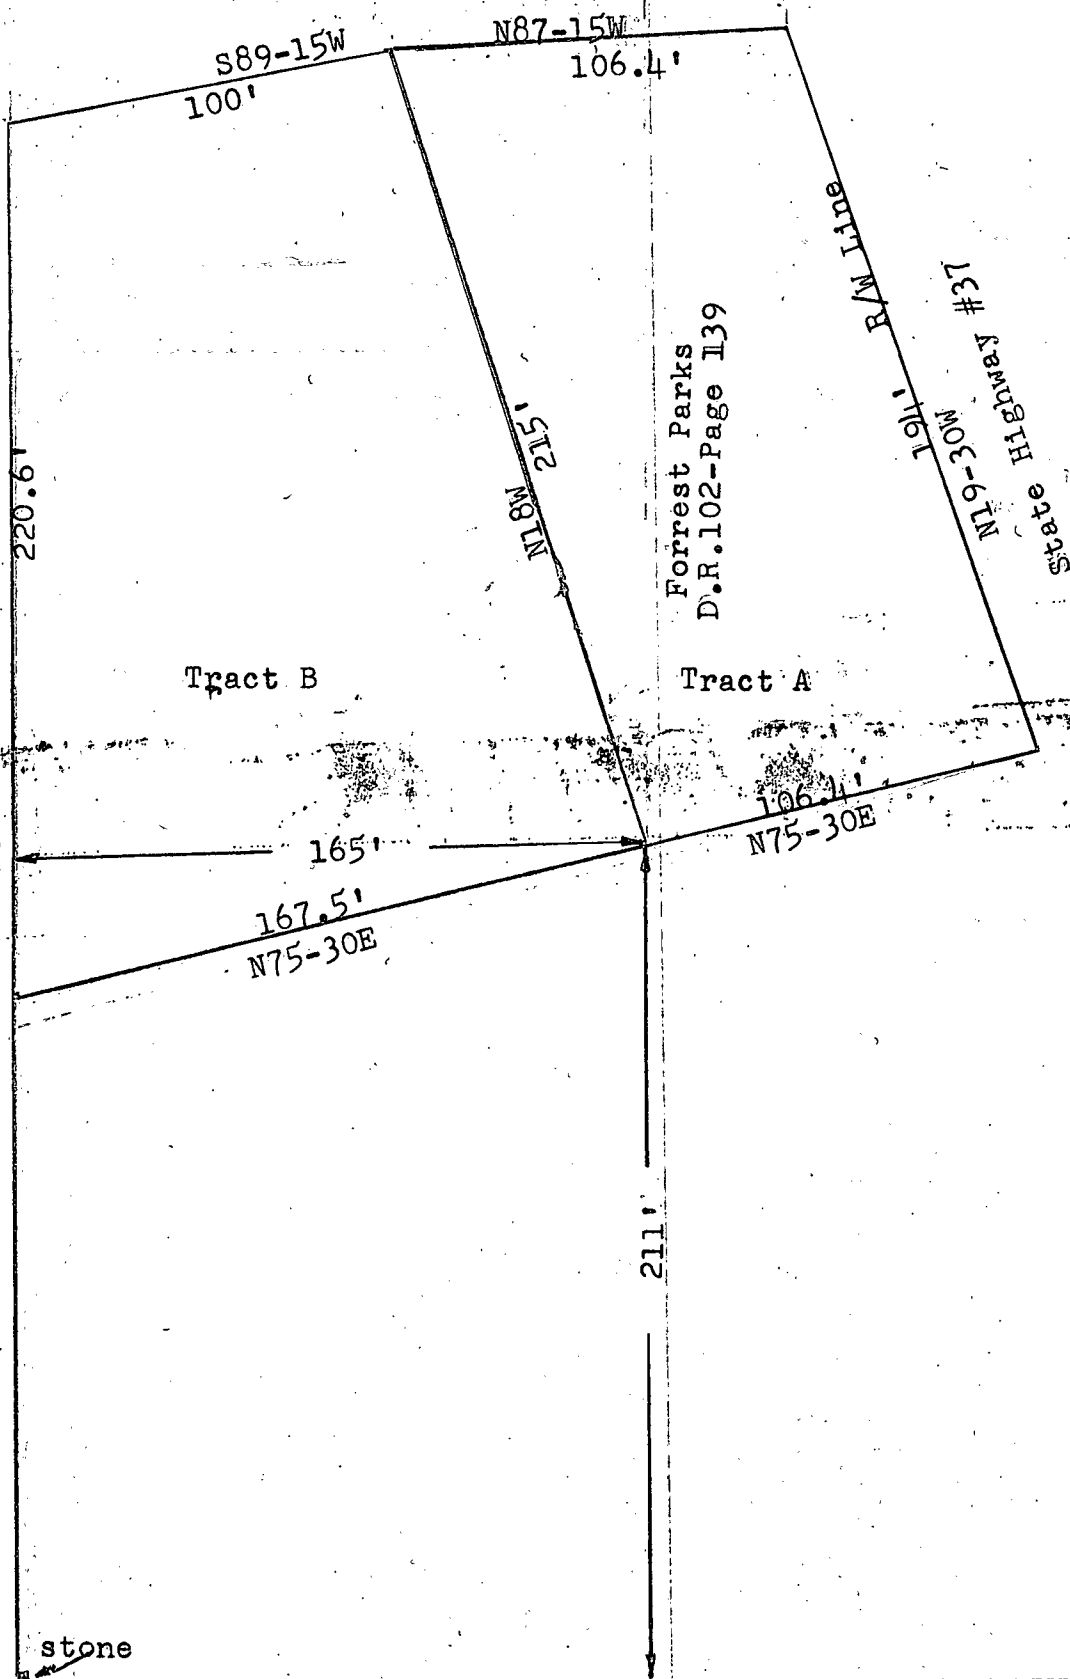 S89-15W
100'
N87-15W
106.4'
R/W Line
194'
N19-30W
State Highway #37
220.6'
N18W 215'
Forrest Parks
D.R.102-Page 139
Tract B
Tract A
106.4'
N75-30E
165'
167.5'
N75-30E
211'
stone